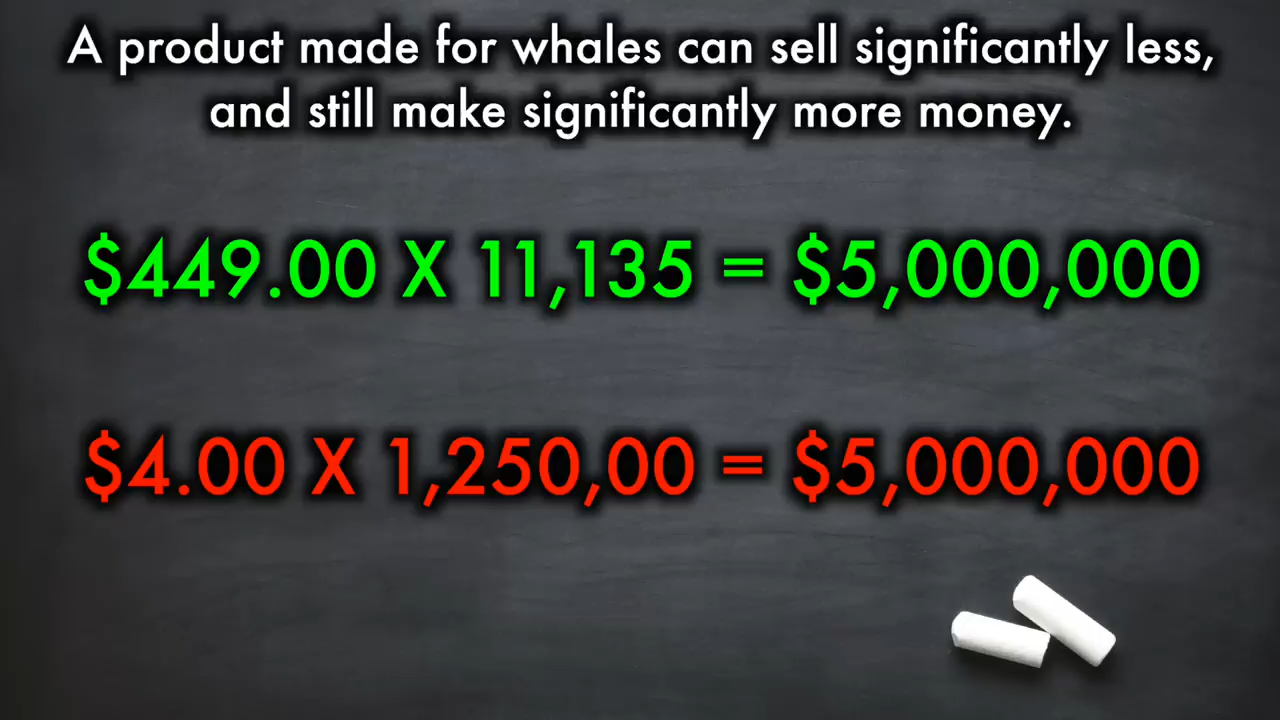 A product made for whales can sell significantly less,
and still make significantly more money.
$449.00 X 11,135 = $5,000,000
$4.00 X 1,250,00 = $5,000,000